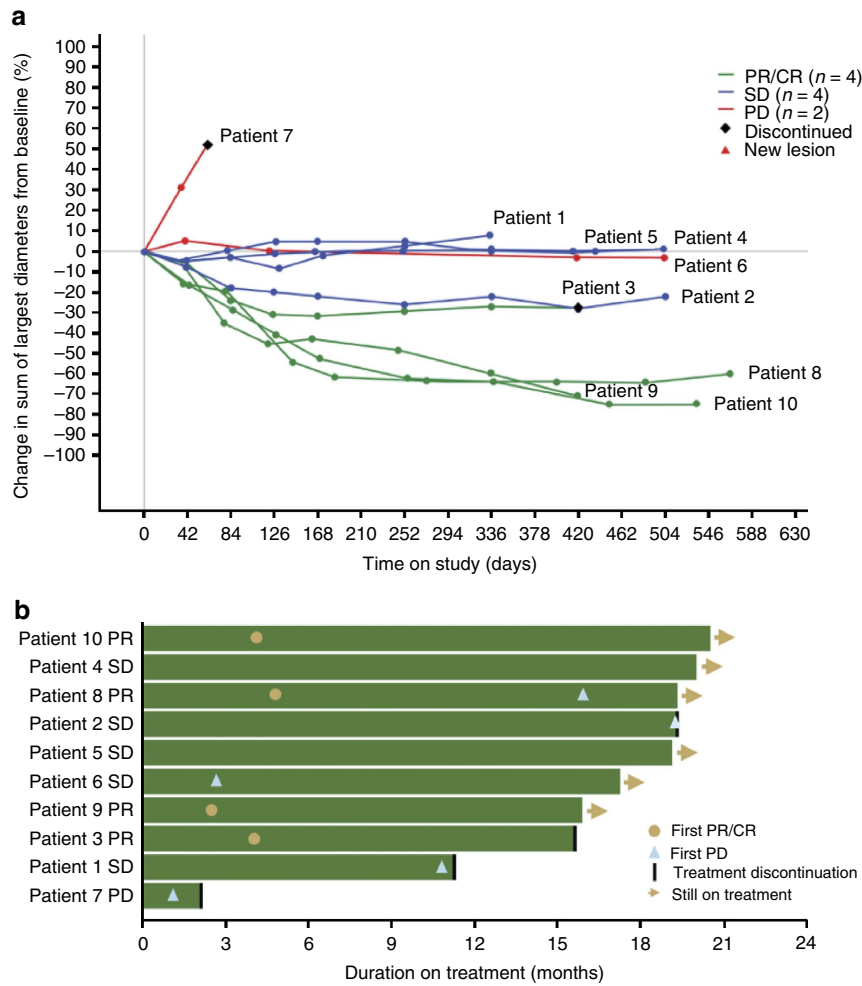 a
Change in sum of largest diameters from baseline (%)
100
90
80
70
60
50
40
30
20
10
0
−10
−20
−30
−40
−50
−60
−70
−80
−90
−100
PR/CR (n = 4)
SD (n = 4)
PD (n = 2)
Discontinued
New lesion
Patient 7
Patient 1
Patient 5
Patient 4
Patient 6
Patient 3
Patient 2
Patient 8
Patient 9
Patient 10
0 42 84 126 168 210 252 294 336 378 420 462 504 546 588 630
Time on study (days)
b
Patient 10 PR
Patient 4 SD
Patient 8 PR
Patient 2 SD
Patient 5 SD
Patient 6 SD
Patient 9 PR
Patient 3 PR
Patient 1 SD
Patient 7 PD
First PR/CR
First PD
Treatment discontinuation
Still on treatment
0 3 6 9 12 15 18 21 24
Duration on treatment (months)